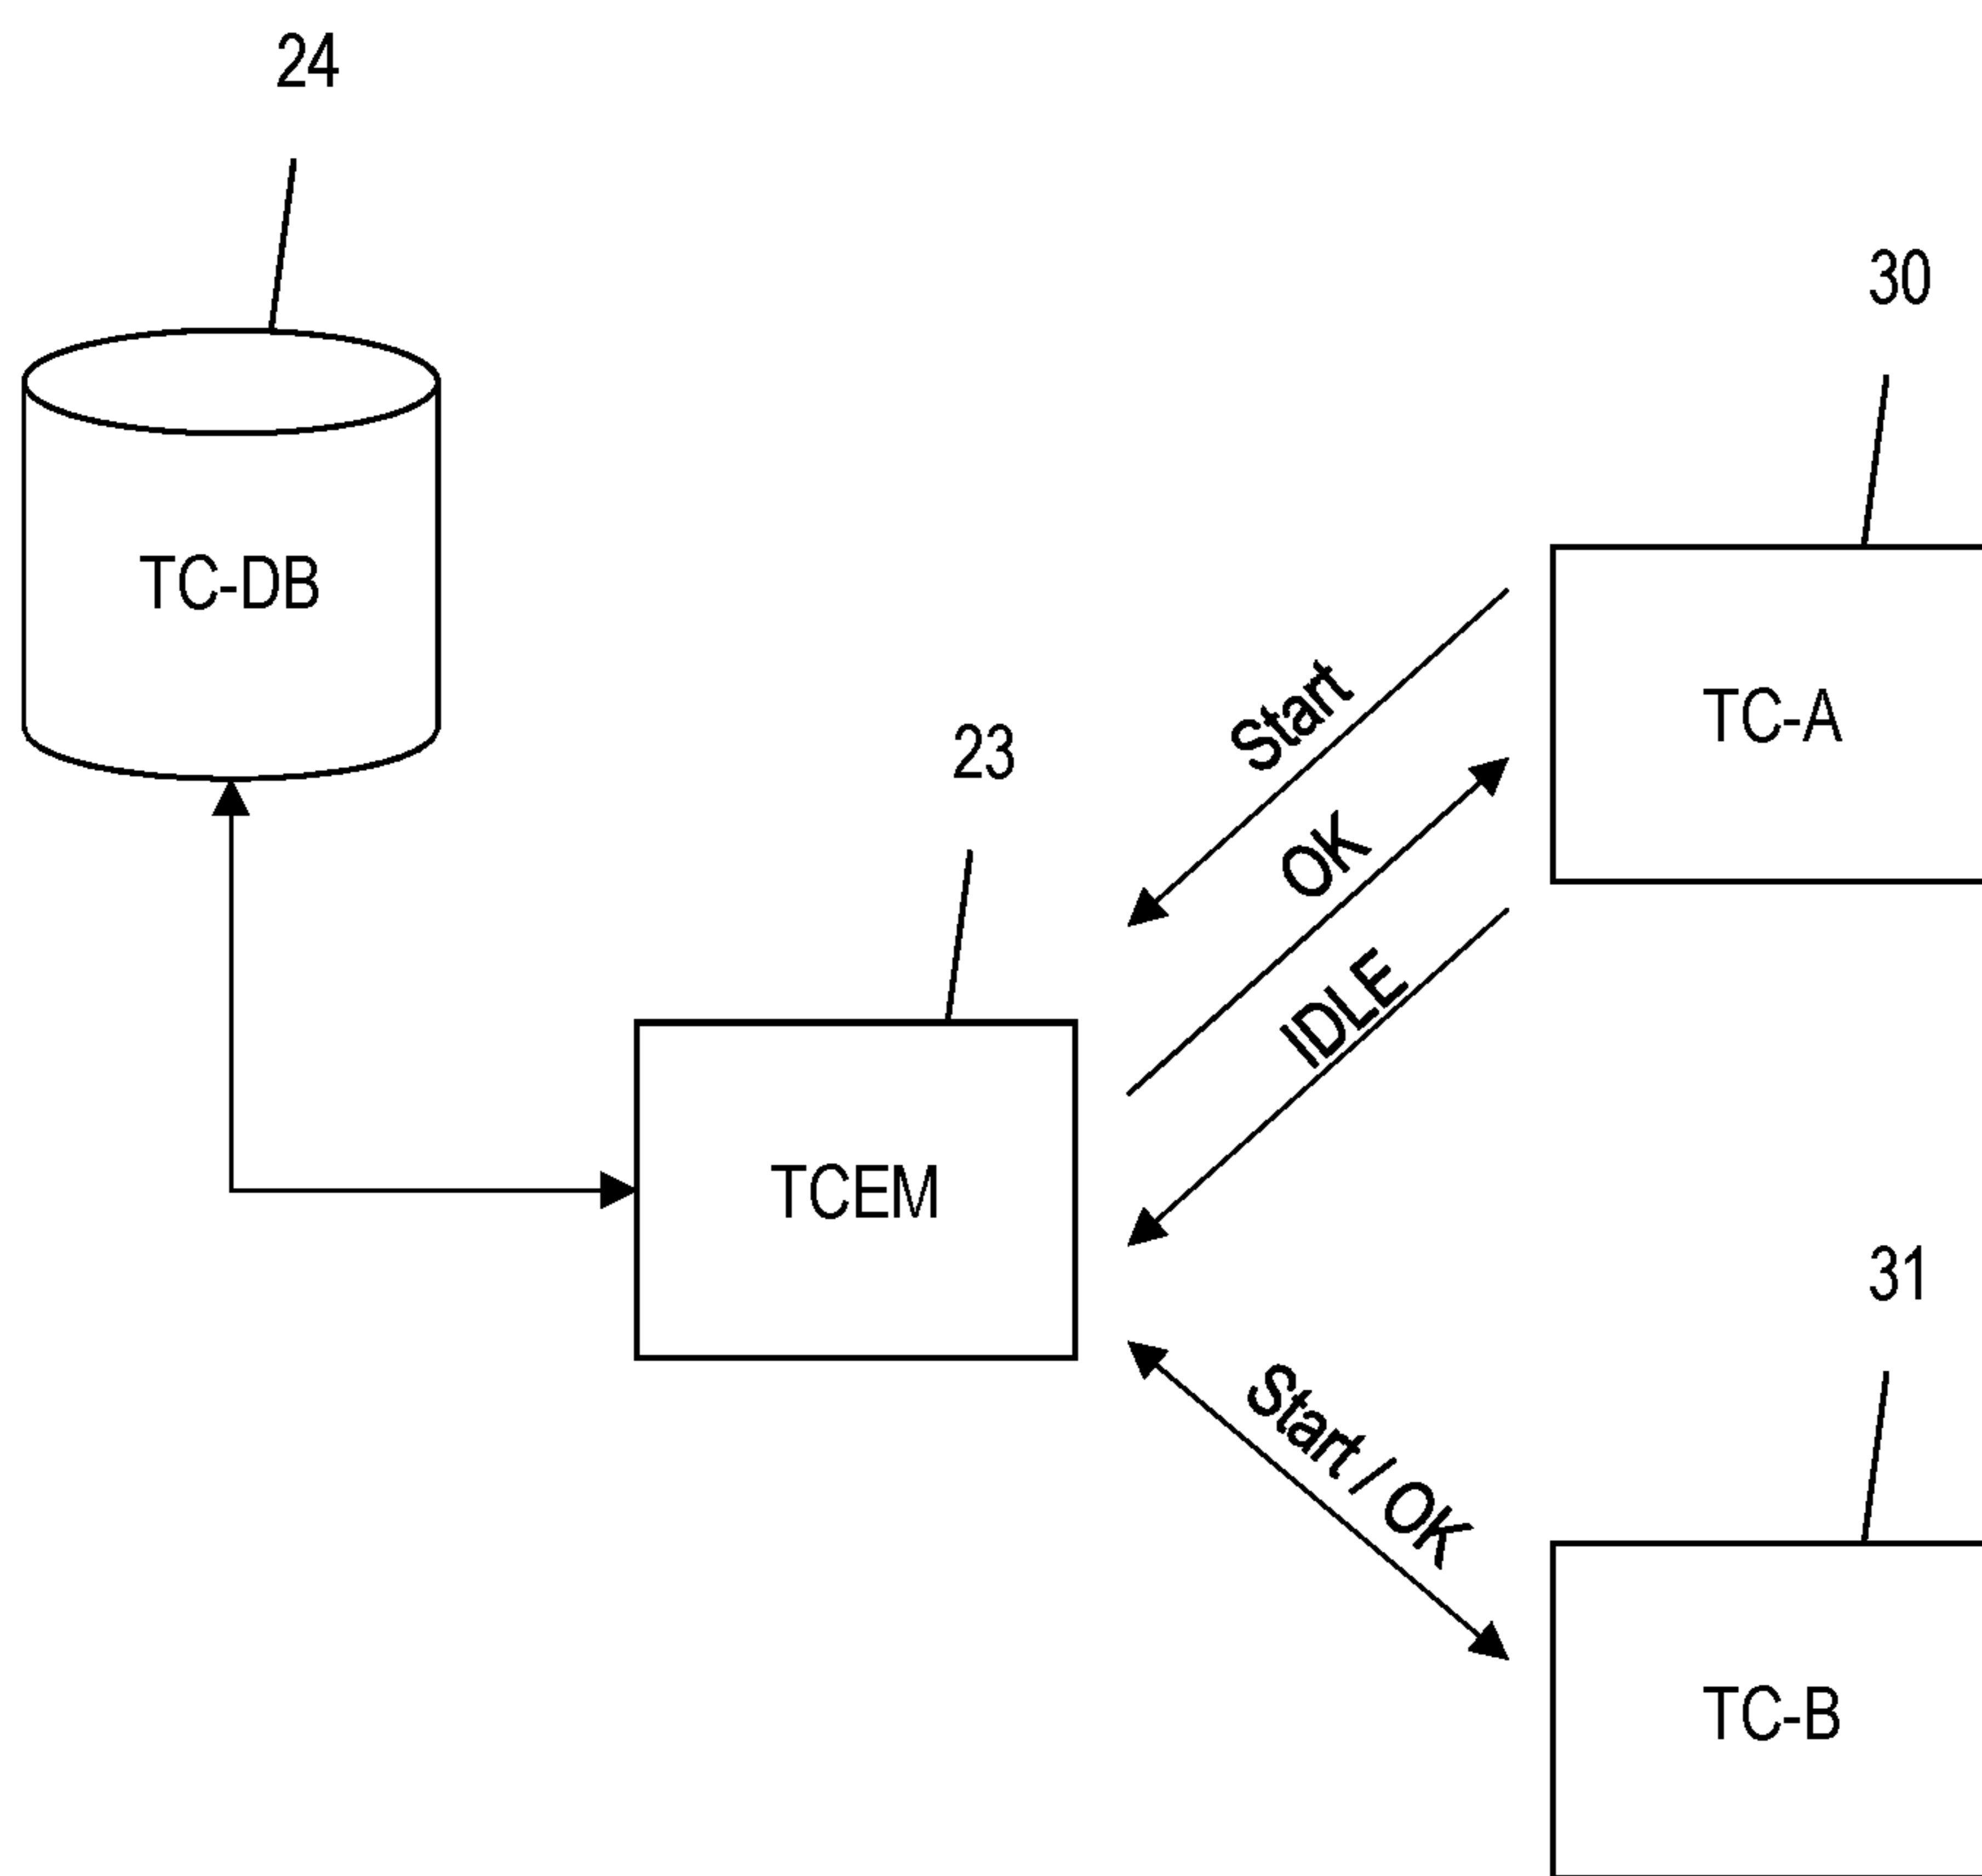 24
30
TC-DB
Start
TC-A
23
OK
IDLE
TCEM
31
Start / OK
TC-B